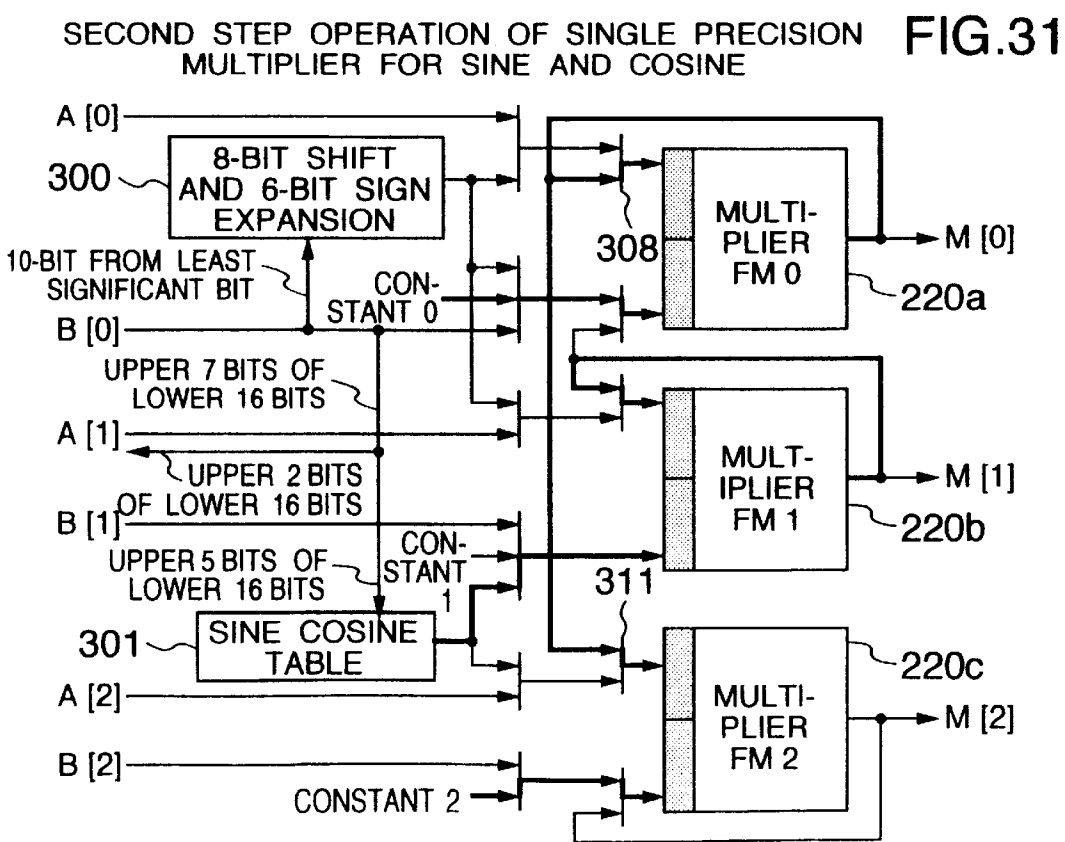 SECOND STEP OPERATION OF SINGLE PRECISION
MULTIPLIER FOR SINE AND COSINE
FIG.31
A [0]
300
8-BIT SHIFT
AND 6-BIT SIGN
EXPANSION
10-BIT FROM LEAST
SIGNIFICANT BIT
CON-
STANT 0
B [0]
308
MULTI-
PLIER
FM 0
M [0]
220a
UPPER 7 BITS OF
LOWER 16 BITS
A [1]
UPPER 2 BITS
OF LOWER 16 BITS
B [1]
CON-
STANT
1
UPPER 5 BITS OF
LOWER 16 BITS
MULT-
IPLIER
FM 1
M [1]
220b
311
301
SINE COSINE
TABLE
A [2]
B [2]
CONSTANT 2
MULTI-
PLIER
FM 2
220c
M [2]